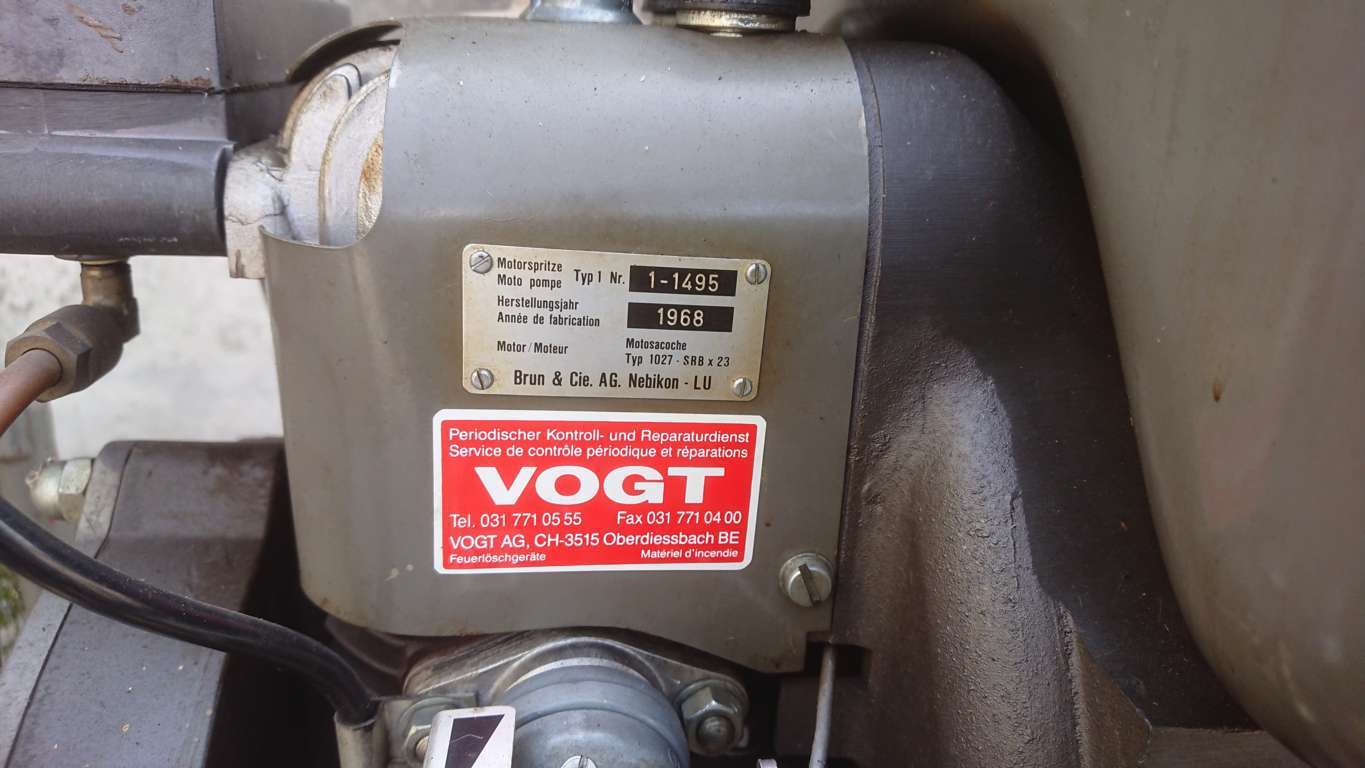 Motorspritze
Moto pompe Typ 1 Nr. 1-1495
Herstellungsjahr
Année de fabrication 1968
Motor/Moteur Motosacoche
Typ 1027 - SRB x 23
Brun & Cie. AG. Nebikon - LU
Periodischer Kontroll- und Reparaturdienst
Service de contrôle périodique et réparations
VOGT
Tel. 031 771 05 55 Fax 031 771 04 00
VOGT AG, CH-3515 Oberdiessbach BE
Feuerlöschgeräte Matériel d'incendie